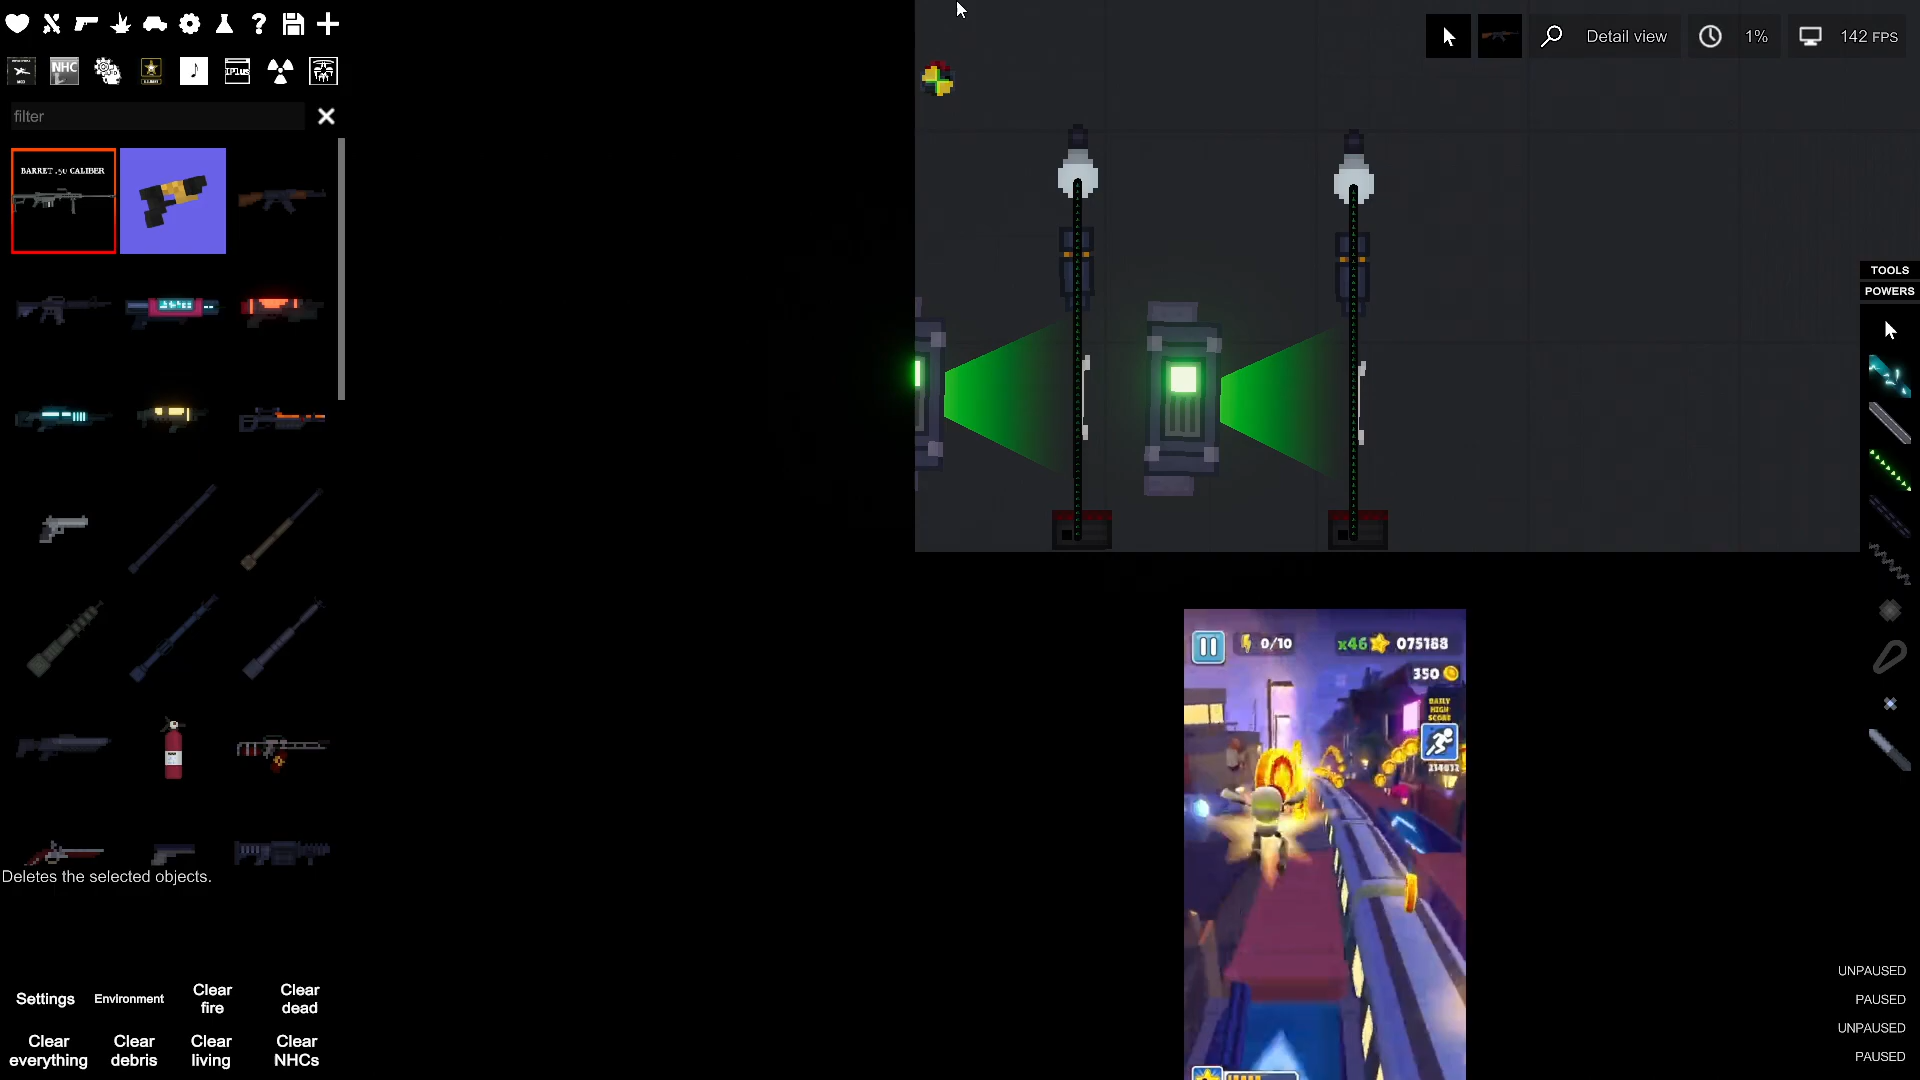 Detail view
1%
142 FPS
NHC
filter
BARRET .50 CALIBER
TOOLS
POWERS
0/10
x46
075188
350
DAILY
HIGH
SCORE
Deletes the selected objects.
UNPAUSED
PAUSED
UNPAUSED
PAUSED
Settings
Environment
Clear
fire
Clear
dead
Clear
everything
Clear
debris
Clear
living
Clear
NHCs